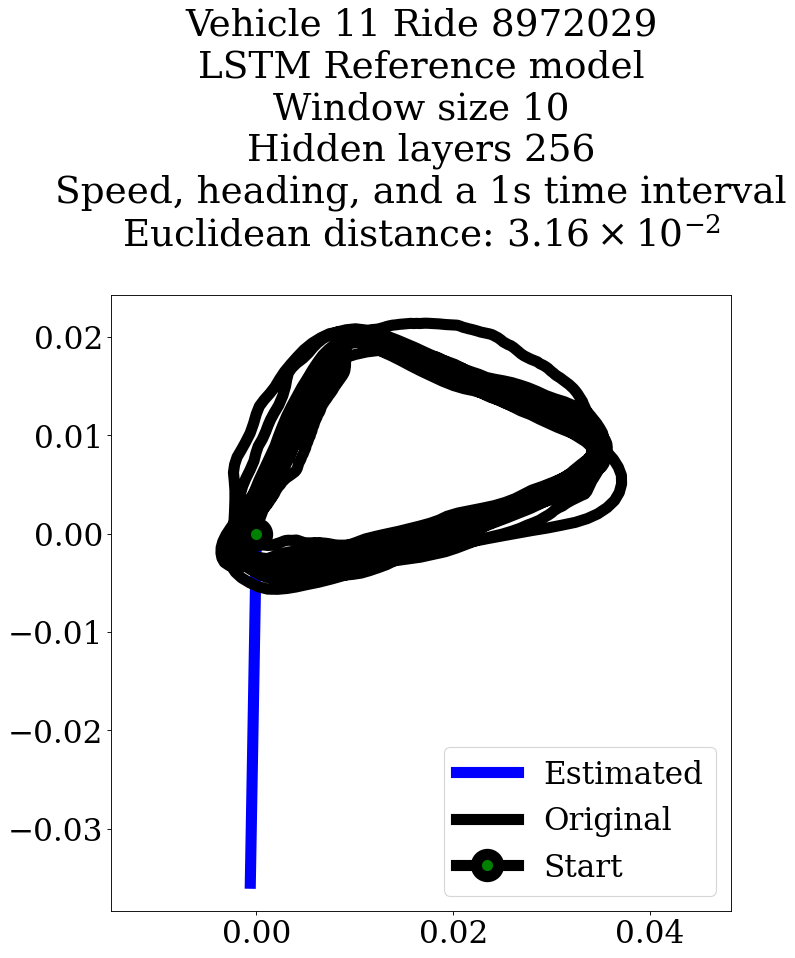 Vehicle 11 Ride 8972029
LSTM Reference model
Window size 10
Hidden layers 256
Speed, heading, and a 1s time interval
Euclidean distance: 3.16 × 10⁻²
0.02
0.01
0.00
−0.01
−0.02
−0.03
Estimated
Original
Start
0.00 0.02 0.04